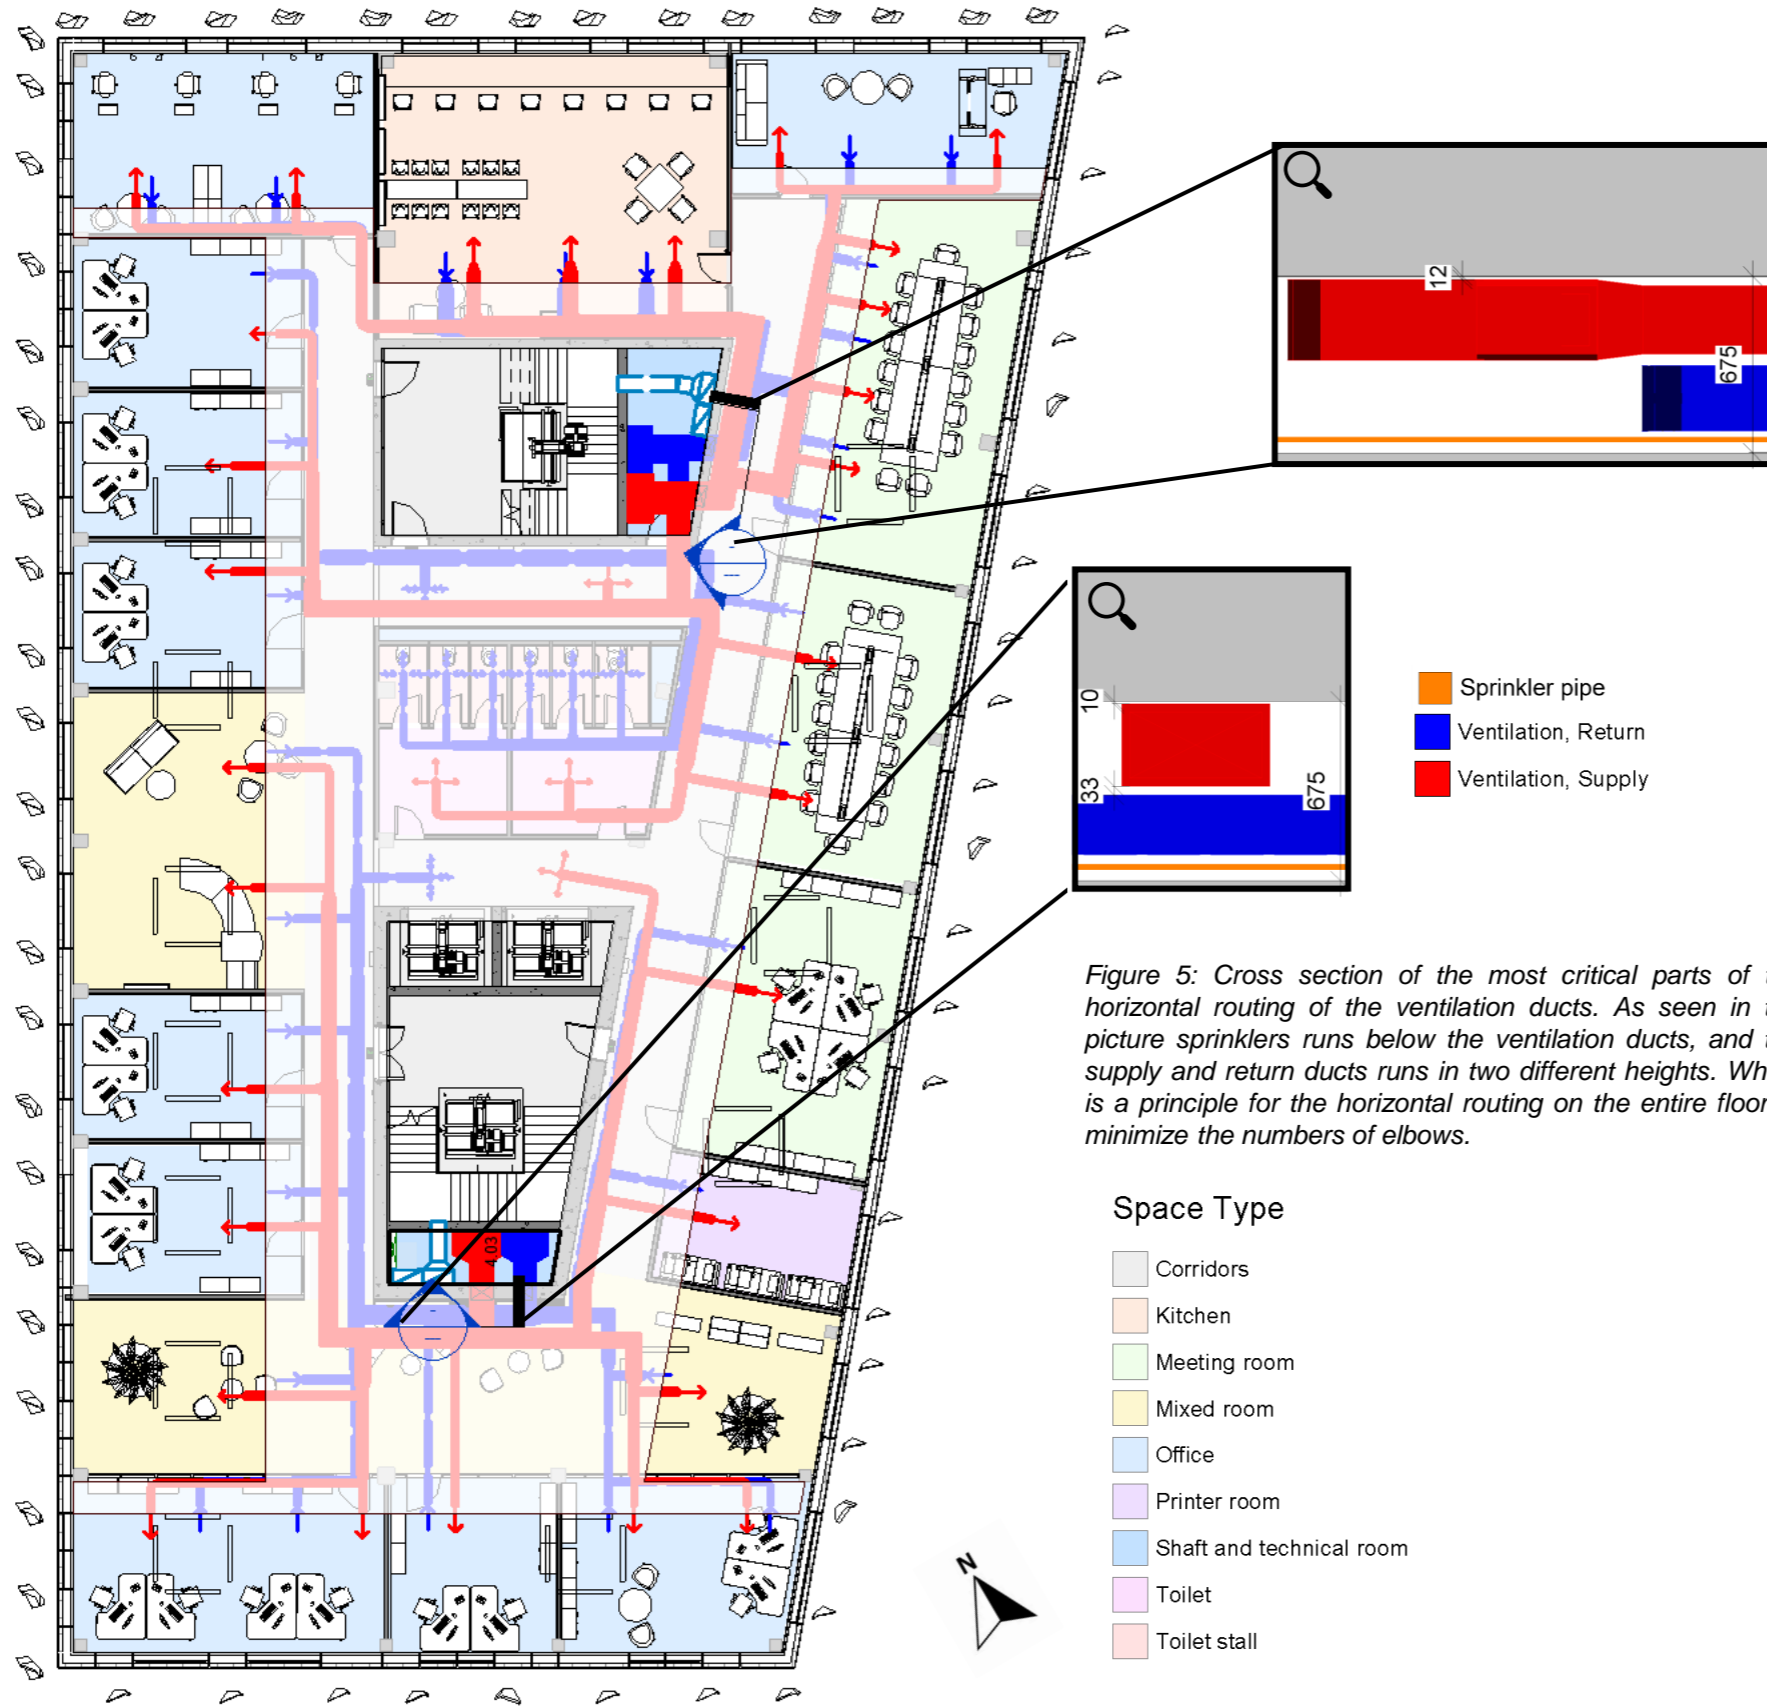 12
675
10
33
675
Sprinkler pipe
Ventilation, Return
Ventilation, Supply
Figure 5: Cross section of the most critical parts of
horizontal routing of the ventilation ducts. As seen in
picture sprinklers runs below the ventilation ducts, and
supply and return ducts runs in two different heights.
is a principle for the horizontal routing on the entire floor
minimize the numbers of elbows.
Space Type
Corridors
Kitchen
Meeting room
Mixed room
Office
Printer room
Shaft and technical room
Toilet
Toilet stall
N
4.03